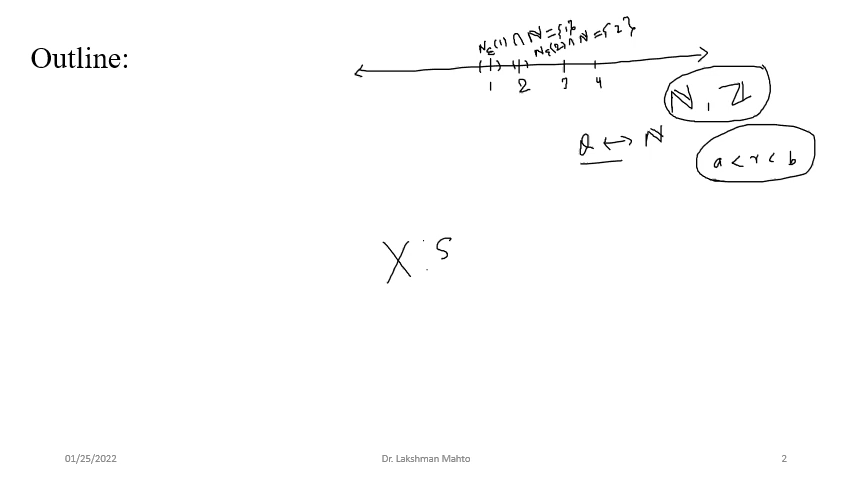 Outline:
N_ε(1) ∩ ℕ = {1}
N_ε(2) ∩ ℕ = {2}
1 2 3 4
ℕ, ℤ
Q ↔ ℕ
a < r < b
X : S
01/25/2022
Dr. Lakshman Mahto
2